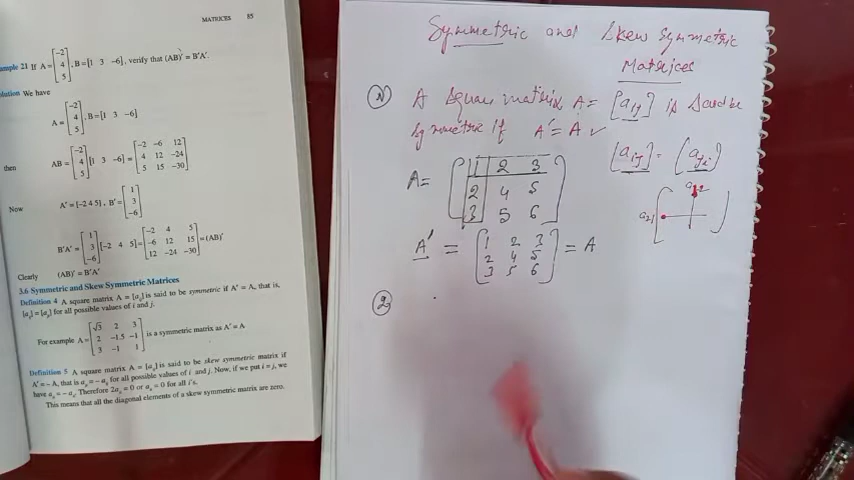 MATRICES 85
ample 21 If A = [-2 4 5], B = [1 3 -6], verify that (AB)' = B'A'.
lution We have
A = [-2 4 5], B = [1 3 -6]
then AB = [-2 4 5] [1 3 -6] = [-2 -6 12
4 12 -24
5 15 -30]
Now A' = [-2 4 5], B' = [1 3 -6]
B'A' = [1 3 -6] [-2 4 5] = [-2 4 5
-6 12 15
12 -24 -30] = (AB)'
Clearly (AB)' = B'A'
3.6 Symmetric and Skew Symmetric Matrices
Definition 4 A square matrix A = [aij] is said to be symmetric if A' = A, that is,
[aij] = [aji] for all possible values of i and j.
For example A = [√3 2 3
2 -1.5 -1
3 -1 1] is a symmetric matrix as A' = A
Definition 5 A square matrix A = [aij] is said to be skew symmetric matrix if
A' = - A, that is aji = - aij for all possible values of i and j. Now, if we put i = j, we
have aii = - aii. Therefore 2aii = 0 or aii = 0 for all i's.
This means that all the diagonal elements of a skew symmetric matrix are zero.
Symmetric and Skew Symmetric
Matrices
A Square matrix A = [aij] is Said be
Symmetric if A' = A ✓
[aij] = [aji]
A = [1 2 3
2 4 5
3 5 6]
a12
a21
A' = [1 2 3
2 4 5
3 5 6] = A
2